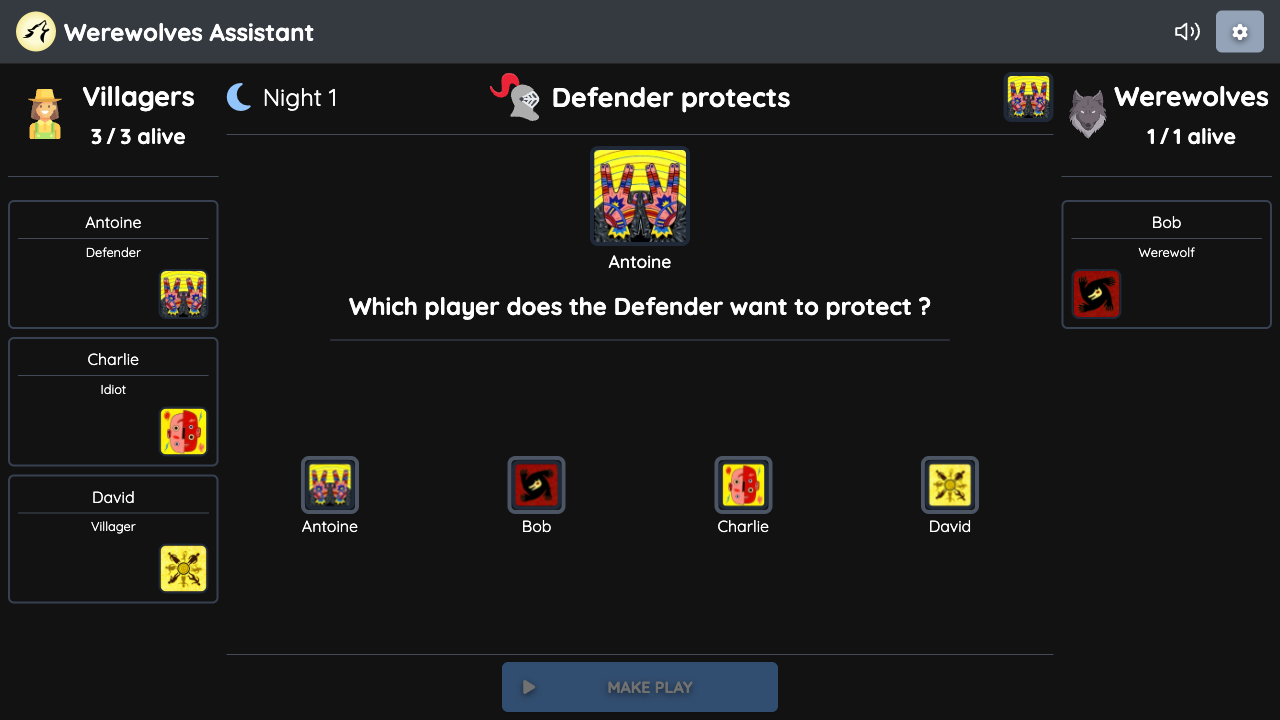 Werewolves Assistant
Villagers
3 / 3 alive
Night 1
Defender protects
Werewolves
1 / 1 alive
Antoine
Defender
Charlie
Idiot
David
Villager
Antoine
Which player does the Defender want to protect ?
Antoine
Bob
Charlie
David
MAKE PLAY
Bob
Werewolf